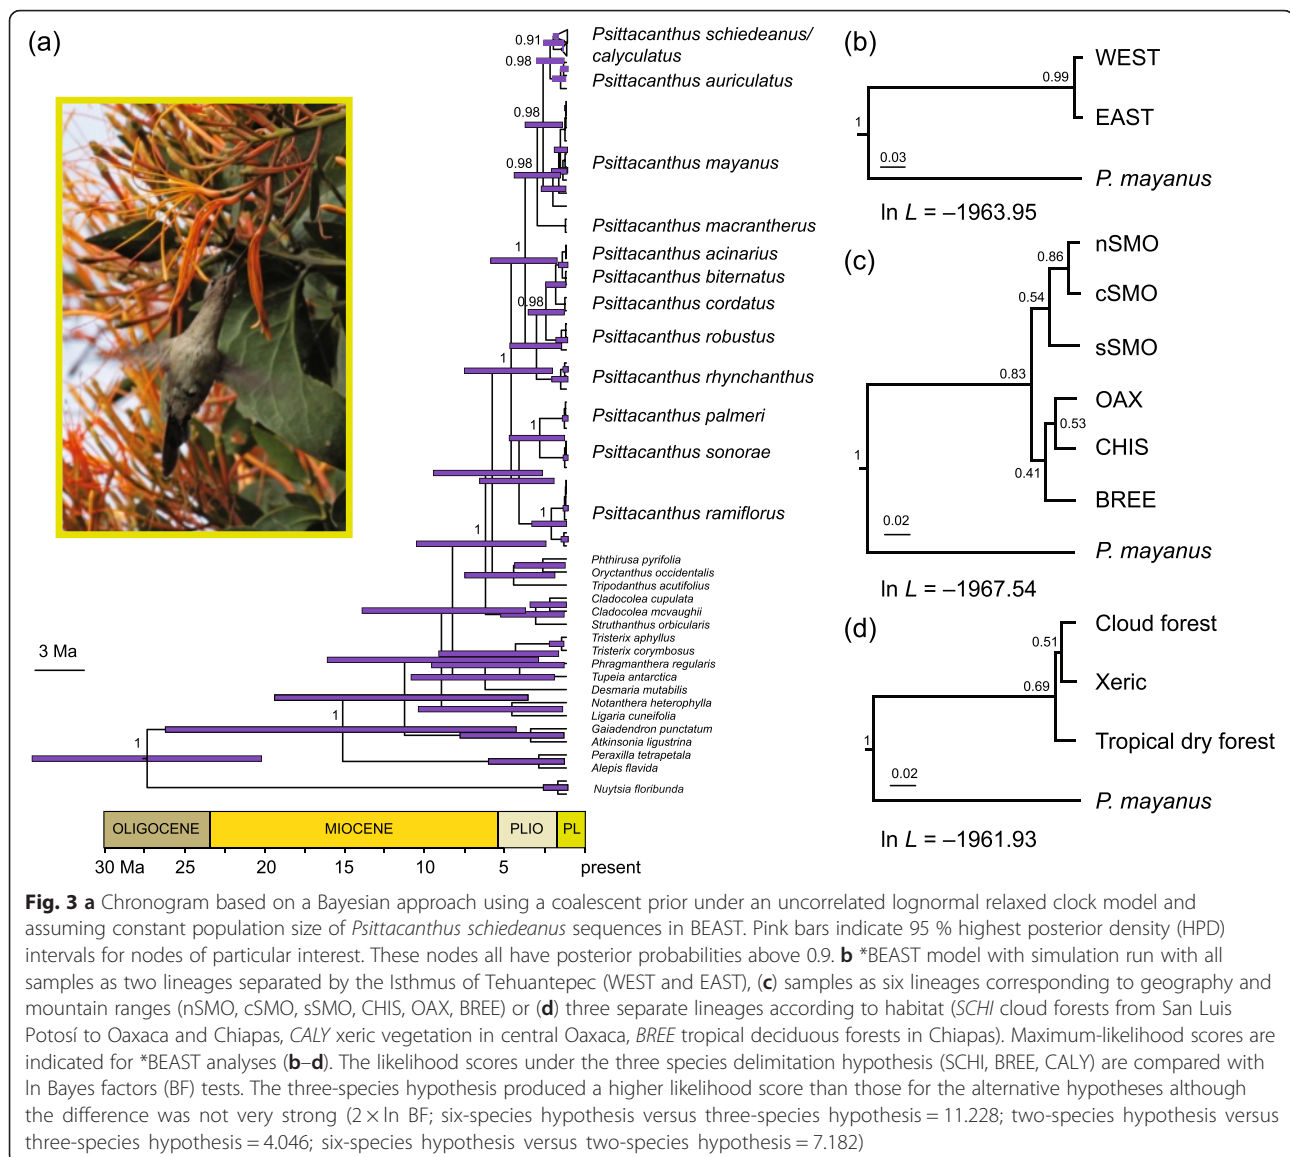 (a)
0.91
0.98
0.98
0.98
1
0.98
1
1
1
1
1
1
Psittacanthus schiedeanus/
calyculatus
Psittacanthus auriculatus
Psittacanthus mayanus
Psittacanthus macrantherus
Psittacanthus acinarius
Psittacanthus biternatus
Psittacanthus cordatus
Psittacanthus robustus
Psittacanthus rhynchanthus
Psittacanthus palmeri
Psittacanthus sonorae
Psittacanthus ramiflorus
Phthirusa pyrifolia
Oryctanthus occidentalis
Tripodanthus acutifolius
Cladocolea cupulata
Cladocolea mcvaughii
Struthanthus orbicularis
Tristerix aphyllus
Tristerix corymbosus
Phragmanthera regularis
Tupeia antarctica
Desmaria mutabilis
Notanthera heterophylla
Ligaria cuneifolia
Gaiadendron punctatum
Atkinsonia ligustrina
Peraxilla tetrapetala
Alepis flavida
Nuytsia floribunda
3 Ma
OLIGOCENE MIOCENE PLIO PL
30 Ma 25 20 15 10 5 present
(b)
WEST
0.99
EAST
1
0.03
P. mayanus
ln L = –1963.95
(c)
nSMO
0.86
cSMO
0.54
sSMO
0.83
OAX
0.53
CHIS
1
0.41
BREE
0.02
P. mayanus
ln L = –1967.54
(d)
Cloud forest
0.51
Xeric
0.69
Tropical dry forest
1
0.02
P. mayanus
ln L = –1961.93
Fig. 3 a Chronogram based on a Bayesian approach using a coalescent prior under an uncorrelated lognormal relaxed clock model and
assuming constant population size of Psittacanthus schiedeanus sequences in BEAST. Pink bars indicate 95 % highest posterior density (HPD)
intervals for nodes of particular interest. These nodes all have posterior probabilities above 0.9. b *BEAST model with simulation run with all
samples as two lineages separated by the Isthmus of Tehuantepec (WEST and EAST), (c) samples as six lineages corresponding to geography and
mountain ranges (nSMO, cSMO, sSMO, CHIS, OAX, BREE) or (d) three separate lineages according to habitat (SCHI cloud forests from San Luis
Potosí to Oaxaca and Chiapas, CALY xeric vegetation in central Oaxaca, BREE tropical deciduous forests in Chiapas). Maximum-likelihood scores are
indicated for *BEAST analyses (b–d). The likelihood scores under the three species delimitation hypothesis (SCHI, BREE, CALY) are compared with
ln Bayes factors (BF) tests. The three-species hypothesis produced a higher likelihood score than those for the alternative hypotheses although
the difference was not very strong (2 × ln BF; six-species hypothesis versus three-species hypothesis = 11.228; two-species hypothesis versus
three-species hypothesis = 4.046; six-species hypothesis versus two-species hypothesis = 7.182)